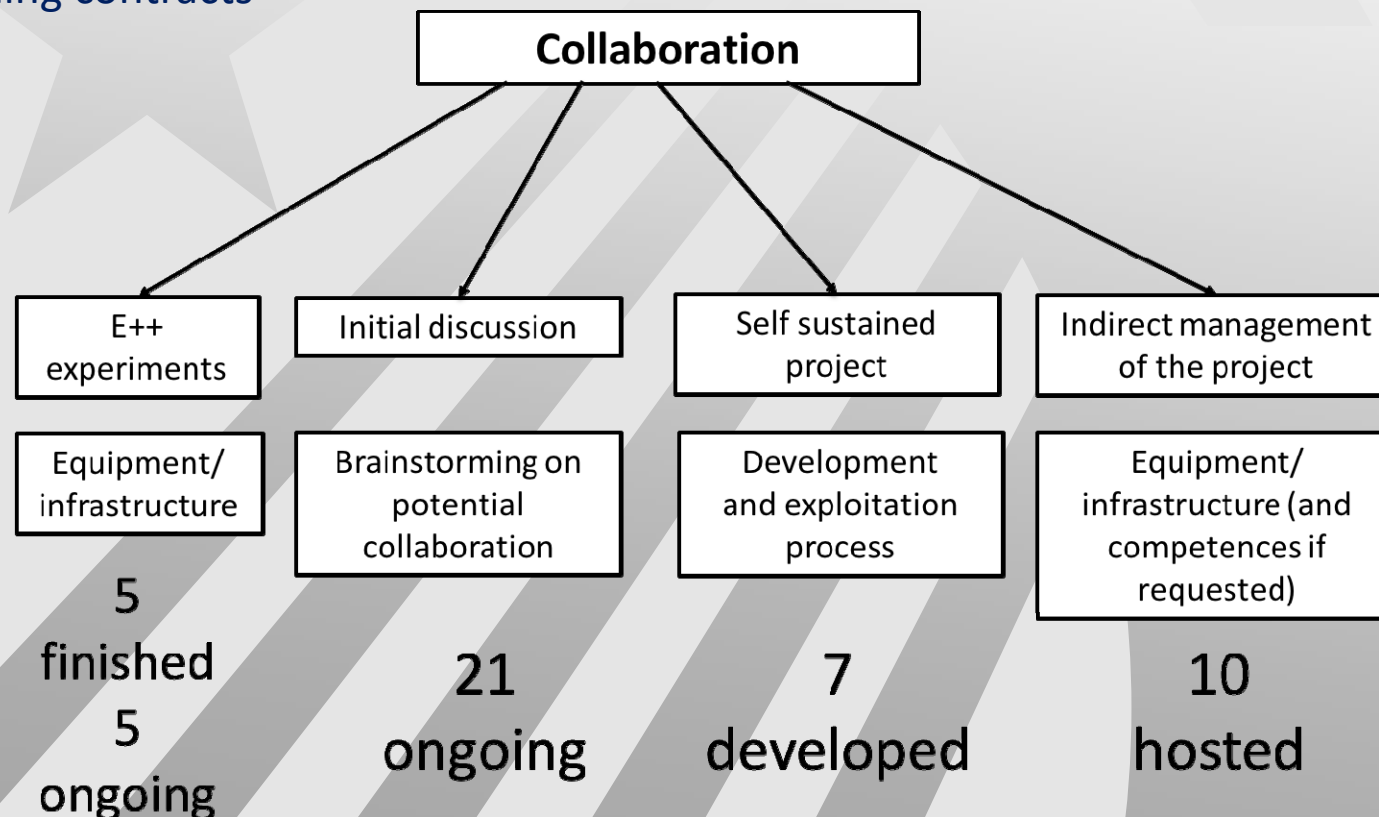 contracts
Collaboration
E++
experiments
Initial discussion
Self sustained
project
Indirect management
of the project
Equipment/
infrastructure
Brainstorming on
potential
collaboration
Development
and exploitation
process
Equipment/
infrastructure (and
competences if
requested)
5
finished
5
ongoing
21
ongoing
7
developed
10
hosted